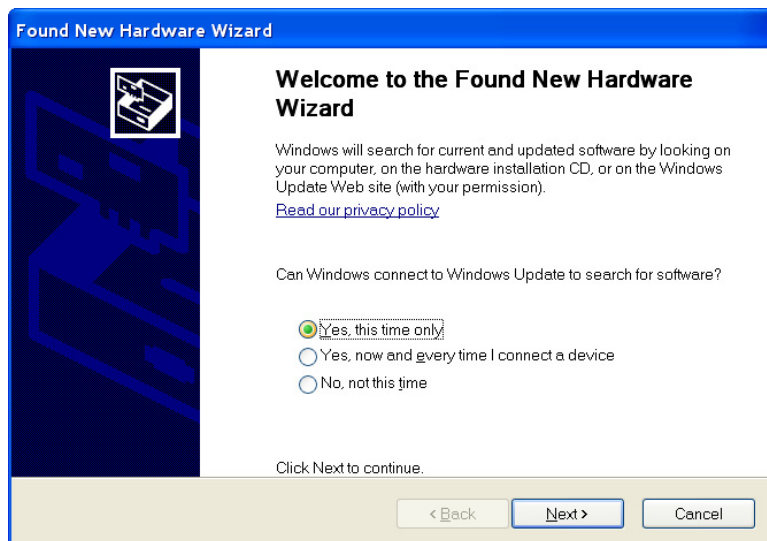 Found New Hardware Wizard
Welcome to the Found New Hardware
Wizard
Windows will search for current and updated software by looking on
your computer, on the hardware installation CD, or on the Windows
Update Web site (with your permission).
Read our privacy policy
Can Windows connect to Windows Update to search for software?
Yes, this time only
Yes, now and every time I connect a device
No, not this time
Click Next to continue.
< Back Next > Cancel